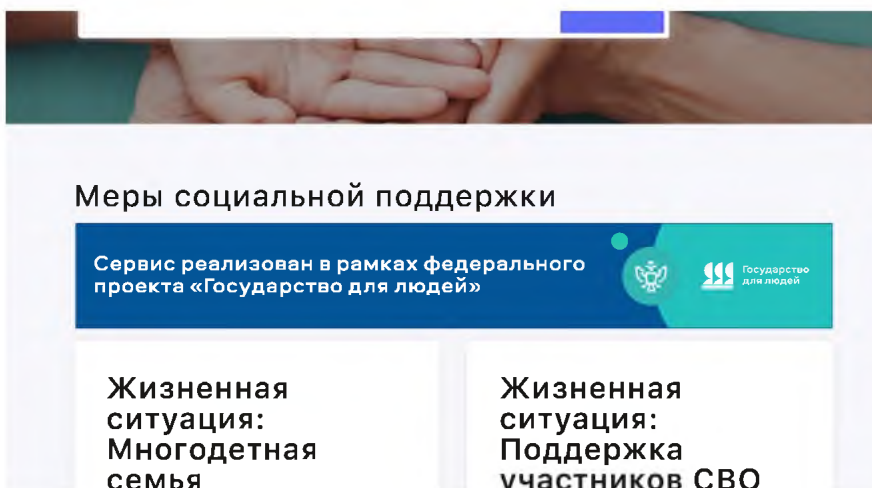 Меры социальной поддержки
Сервис реализован в рамках федерального
проекта «Государство для людей»
Государство
для людей
Жизненная
ситуация:
Многодетная
семья
Жизненная
ситуация:
Поддержка
участников СВО